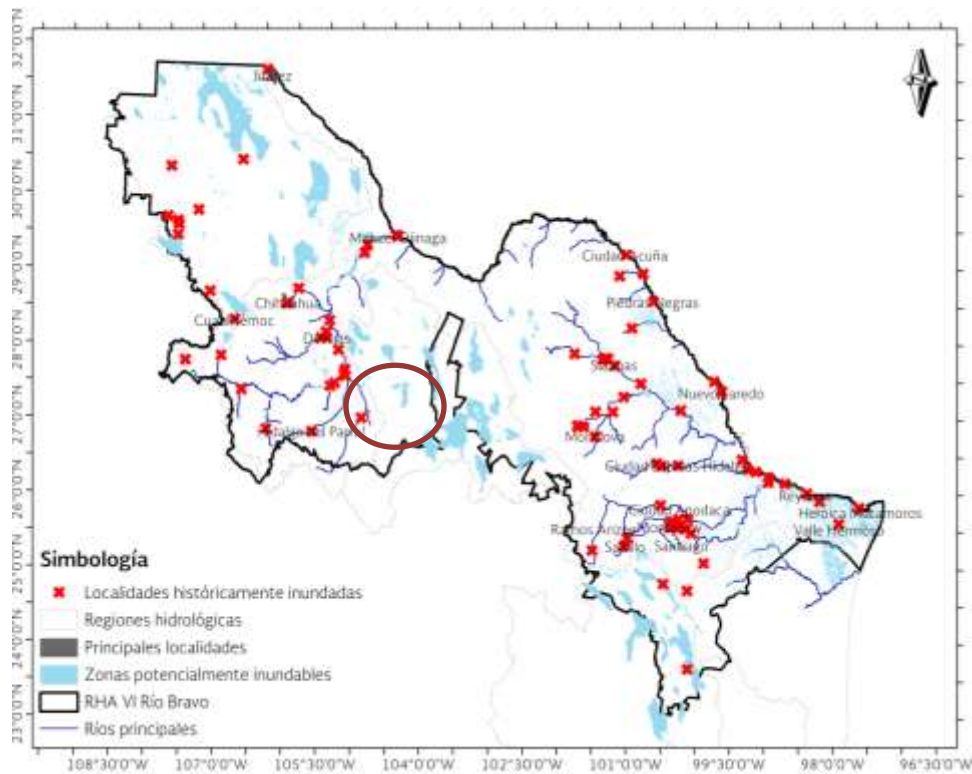 32°0'0"N
31°0'0"N
30°0'0"N
29°0'0"N
28°0'0"N
27°0'0"N
26°0'0"N
25°0'0"N
24°0'0"N
23°0'0"N
Juárez
Ojinaga
Ciudad Acuña
Chihuahua
Piedras Negras
Cuauhtémoc
Sabinas
Nuevo Laredo
Monclova
Ciudad Sabinas Hidalgo
Heroica Matamoros
Ramos Arizpe
Valle Hermoso
Santiago
Simbología
Localidades históricamente inundadas
Regiones hidrológicas
Principales localidades
Zonas potencialmente inundables
RHA VI Río Bravo
Ríos principales
108°30'0"W 107°0'0"W 105°30'0"W 104°0'0"W 102°30'0"W 101°0'0"W 99°30'0"W 98°0'0"W 96°30'0"W